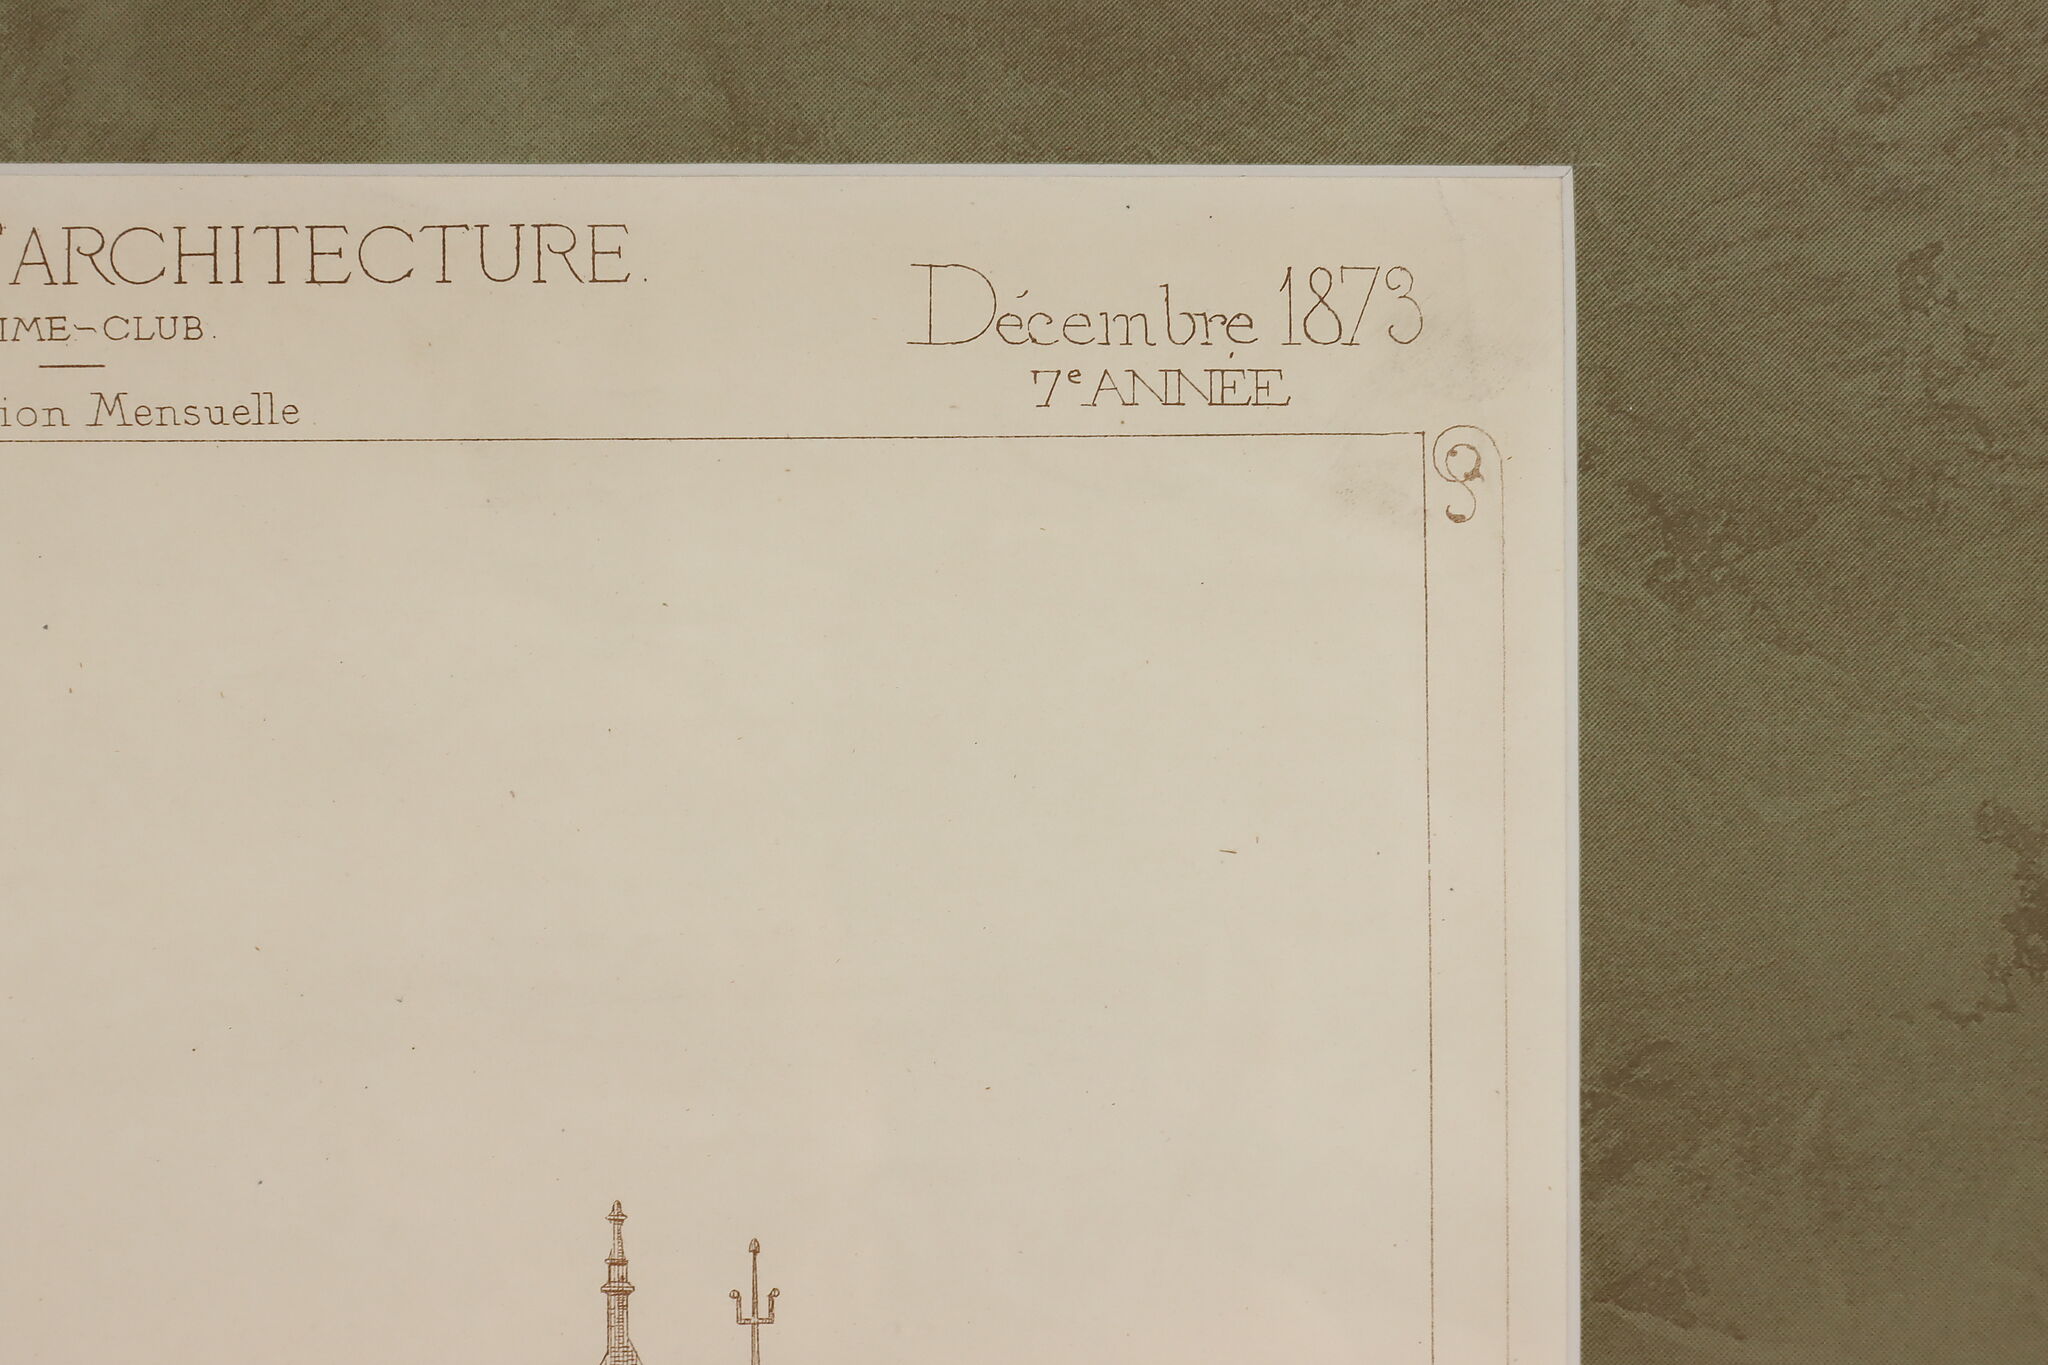 'ARCHITECTURE.
IME-CLUB.
ion Mensuelle
Décembre 1873
7e ANNÉE